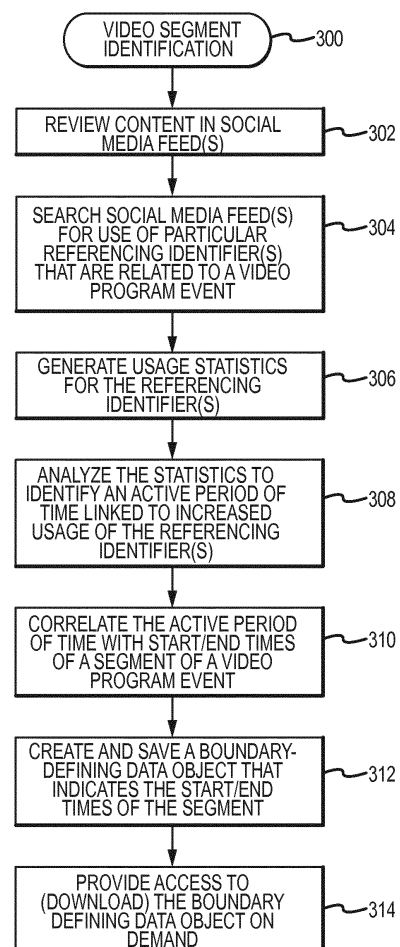 VIDEO SEGMENT
IDENTIFICATION
300
REVIEW CONTENT IN SOCIAL
MEDIA FEED(S)
302
SEARCH SOCIAL MEDIA FEED(S)
FOR USE OF PARTICULAR
REFERENCING IDENTIFIER(S)
THAT ARE RELATED TO A VIDEO
PROGRAM EVENT
304
GENERATE USAGE STATISTICS
FOR THE REFERENCING
IDENTIFIER(S)
306
ANALYZE THE STATISTICS TO
IDENTIFY AN ACTIVE PERIOD OF
TIME LINKED TO INCREASED
USAGE OF THE REFERENCING
IDENTIFIER(S)
308
CORRELATE THE ACTIVE PERIOD
OF TIME WITH START/END TIMES
OF A SEGMENT OF A VIDEO
PROGRAM EVENT
310
CREATE AND SAVE A BOUNDARY-
DEFINING DATA OBJECT THAT
INDICATES THE START/END
TIMES OF THE SEGMENT
312
PROVIDE ACCESS TO
(DOWNLOAD) THE BOUNDARY
DEFINING DATA OBJECT ON
DEMAND
314